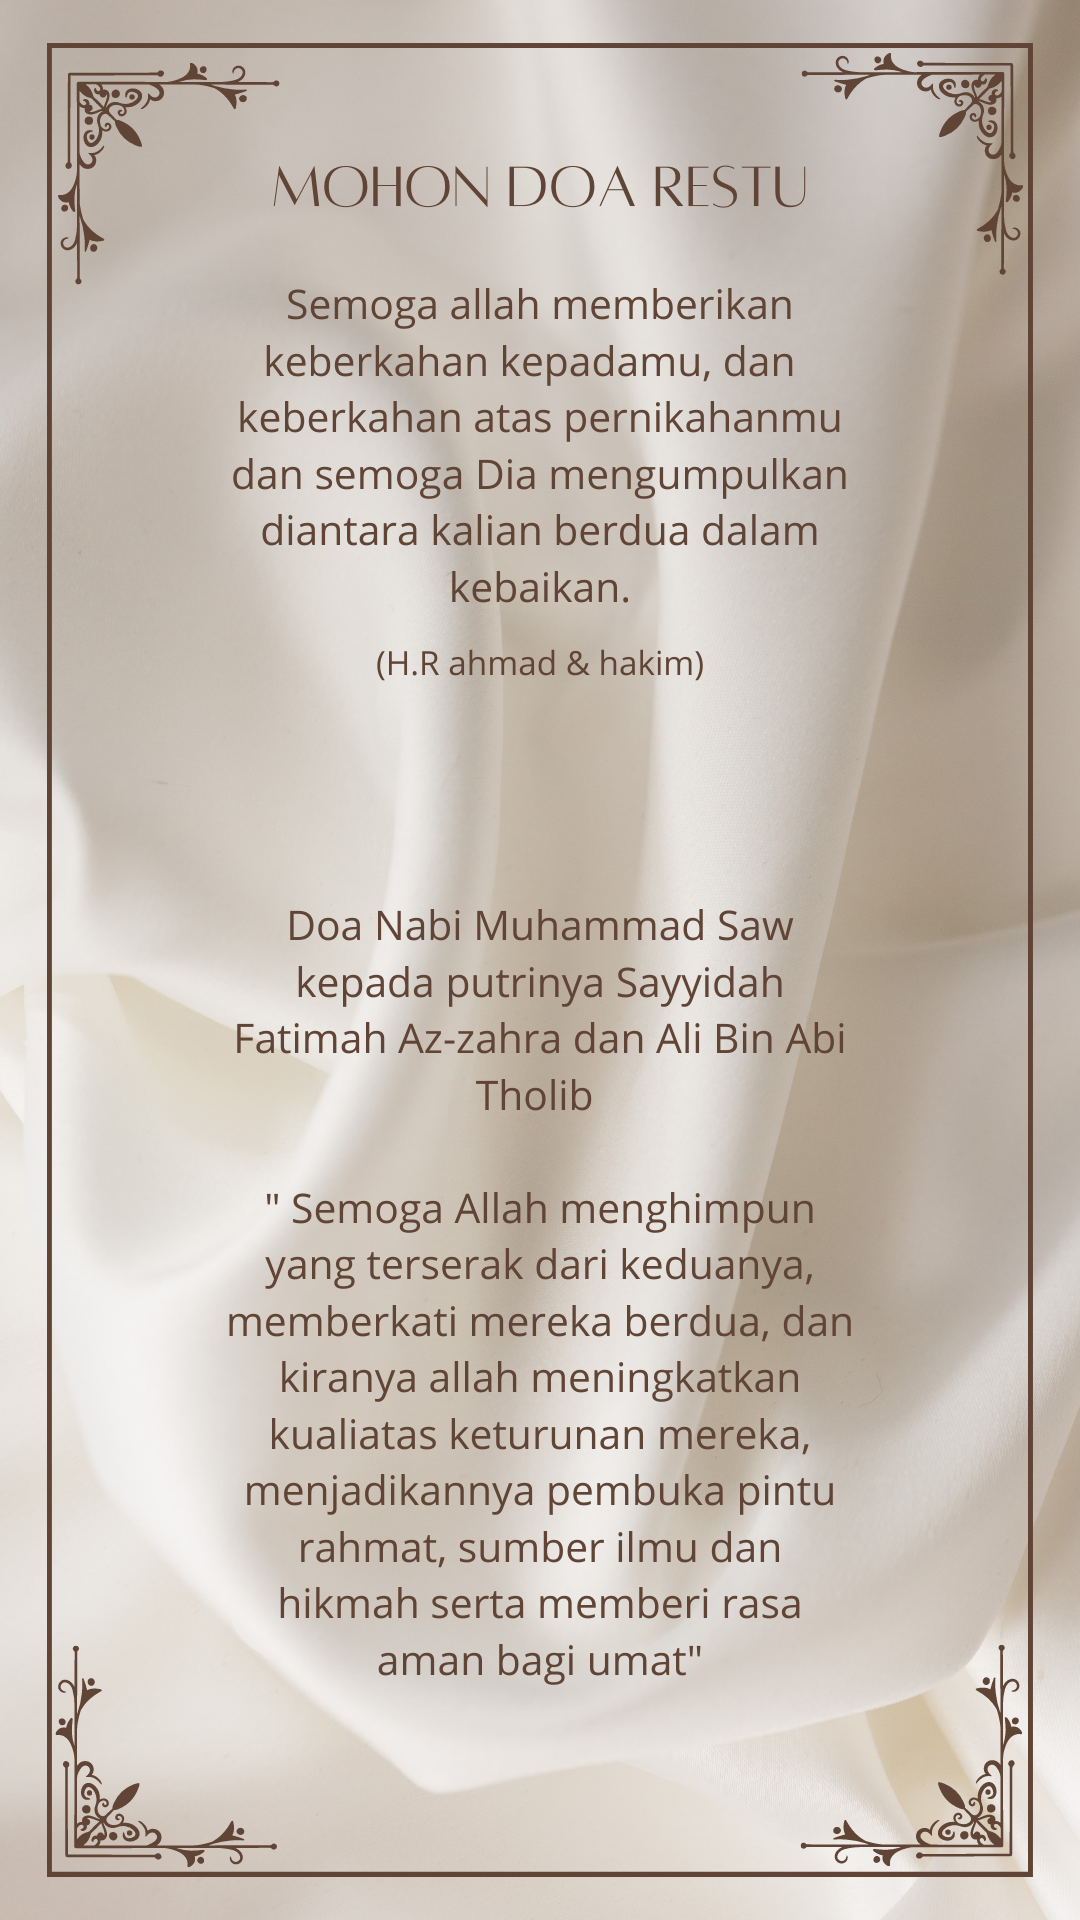 MOHON DOA RESTU
Semoga allah memberikan
keberkahan kepadamu, dan
keberkahan atas pernikahanmu
dan semoga Dia mengumpulkan
diantara kalian berdua dalam
kebaikan.
(H.R ahmad & hakim)
Doa Nabi Muhammad Saw
kepada putrinya Sayyidah
Fatimah Az-zahra dan Ali Bin Abi
Tholib
" Semoga Allah menghimpun
yang terserak dari keduanya,
memberkati mereka berdua, dan
kiranya allah meningkatkan
kualiatas keturunan mereka,
menjadikannya pembuka pintu
rahmat, sumber ilmu dan
hikmah serta memberi rasa
aman bagi umat"